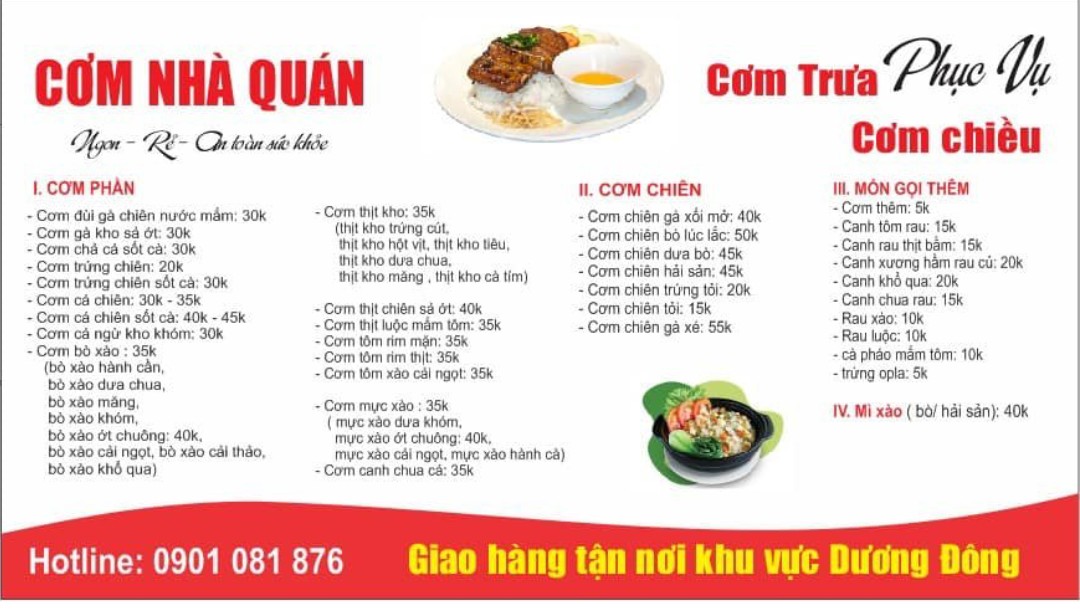 CƠM NHÀ QUÁN
Ngon - Rẻ - An toàn sức khỏe
Cơm Trưa Phục Vụ
Cơm chiều
I. CƠM PHẦN
- Cơm đùi gà chiên nước mắm: 30k
- Cơm gà kho sả ớt: 30k
- Cơm chả cá sốt cà: 30k
- Cơm trứng chiên: 20k
- Cơm trứng chiên sốt cà: 30k
- Cơm cá chiên: 30k - 35k
- Cơm cá chiên sốt cà: 40k - 45k
- Cơm cá ngừ kho khóm: 30k
- Cơm bò xào : 35k
(bò xào hành cần,
bò xào dưa chua,
bò xào măng,
bò xào khóm,
bò xào ớt chuông: 40k,
bò xào cải ngọt, bò xào cải thảo,
bò xào khổ qua)
- Cơm thịt kho: 35k
(thịt kho trứng cút,
thịt kho hột vịt, thịt kho tiêu,
thịt kho dưa chua,
thịt kho măng , thịt kho cà tím)
- Cơm thịt chiên sả ớt: 40k
- Cơm thịt luộc mắm tôm: 35k
- Cơm tôm rim mặn: 35k
- Cơm tôm rim thịt: 35k
- Cơm tôm xào cải ngọt: 35k
- Cơm mực xào : 35k
( mực xào dưa khóm,
mực xào ớt chuông: 40k,
mực xào cải ngọt, mực xào hành cà)
- Cơm canh chua cá: 35k
II. CƠM CHIÊN
- Cơm chiên gà xối mở: 40k
- Cơm chiên bò lúc lắc: 50k
- Cơm chiên dưa bò: 45k
- Cơm chiên hải sản: 45k
- Cơm chiên trứng tỏi: 20k
- Cơm chiên tỏi: 15k
- Cơm chiên gà xé: 55k
III. MÓN GỌI THÊM
- Cơm thêm: 5k
- Canh tôm rau: 15k
- Canh rau thịt bằm: 15k
- Canh xương hầm rau củ: 20k
- Canh khổ qua: 20k
- Canh chua rau: 15k
- Rau xào: 10k
- Rau luộc: 10k
- cà pháo mắm tôm: 10k
- trứng opla: 5k
IV. Mì xào ( bò/ hải sản): 40k
Hotline: 0901 081 876
Giao hàng tận nơi khu vực Dương Đông